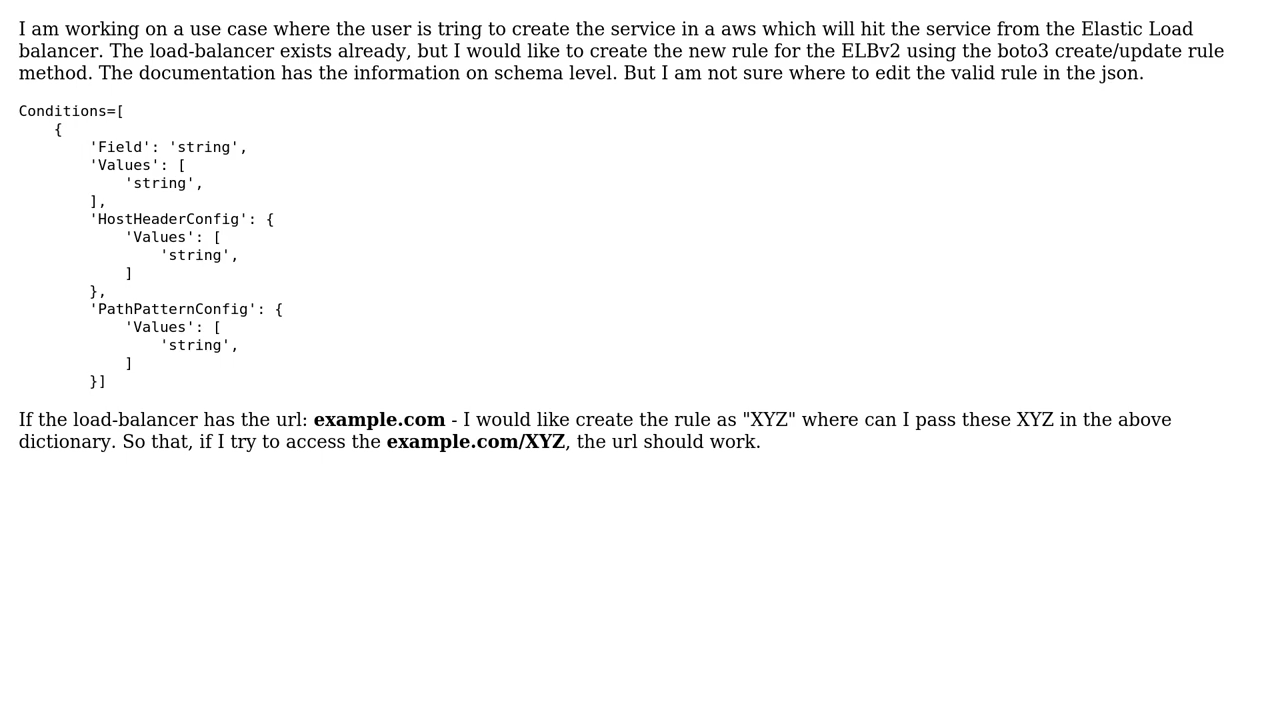 I am working on a use case where the user is tring to create the service in a aws which will hit the service from the Elastic Load
balancer. The load-balancer exists already, but I would like to create the new rule for the ELBv2 using the boto3 create/update rule
method. The documentation has the information on schema level. But I am not sure where to edit the valid rule in the json.
Conditions=[
    {
        'Field': 'string',
        'Values': [
            'string',
        ],
        'HostHeaderConfig': {
            'Values': [
                'string',
            ]
        },
        'PathPatternConfig': {
            'Values': [
                'string',
            ]
        }]
If the load-balancer has the url: example.com - I would like create the rule as "XYZ" where can I pass these XYZ in the above
dictionary. So that, if I try to access the example.com/XYZ, the url should work.